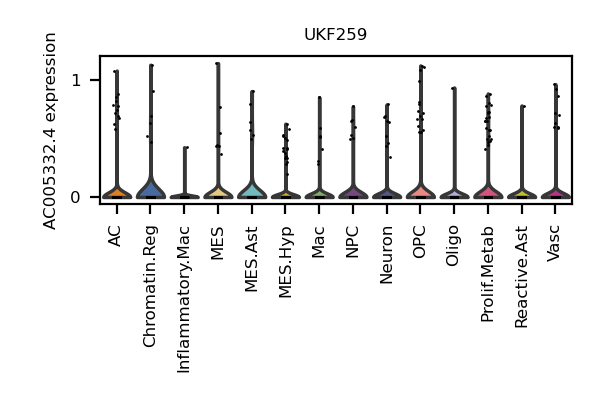 UKF259
AC005332.4 expression
1
0
AC
Chromatin.Reg
Inflammatory.Mac
MES
MES.Ast
MES.Hyp
Mac
NPC
Neuron
OPC
Oligo
Prolif.Metab
Reactive.Ast
Vasc